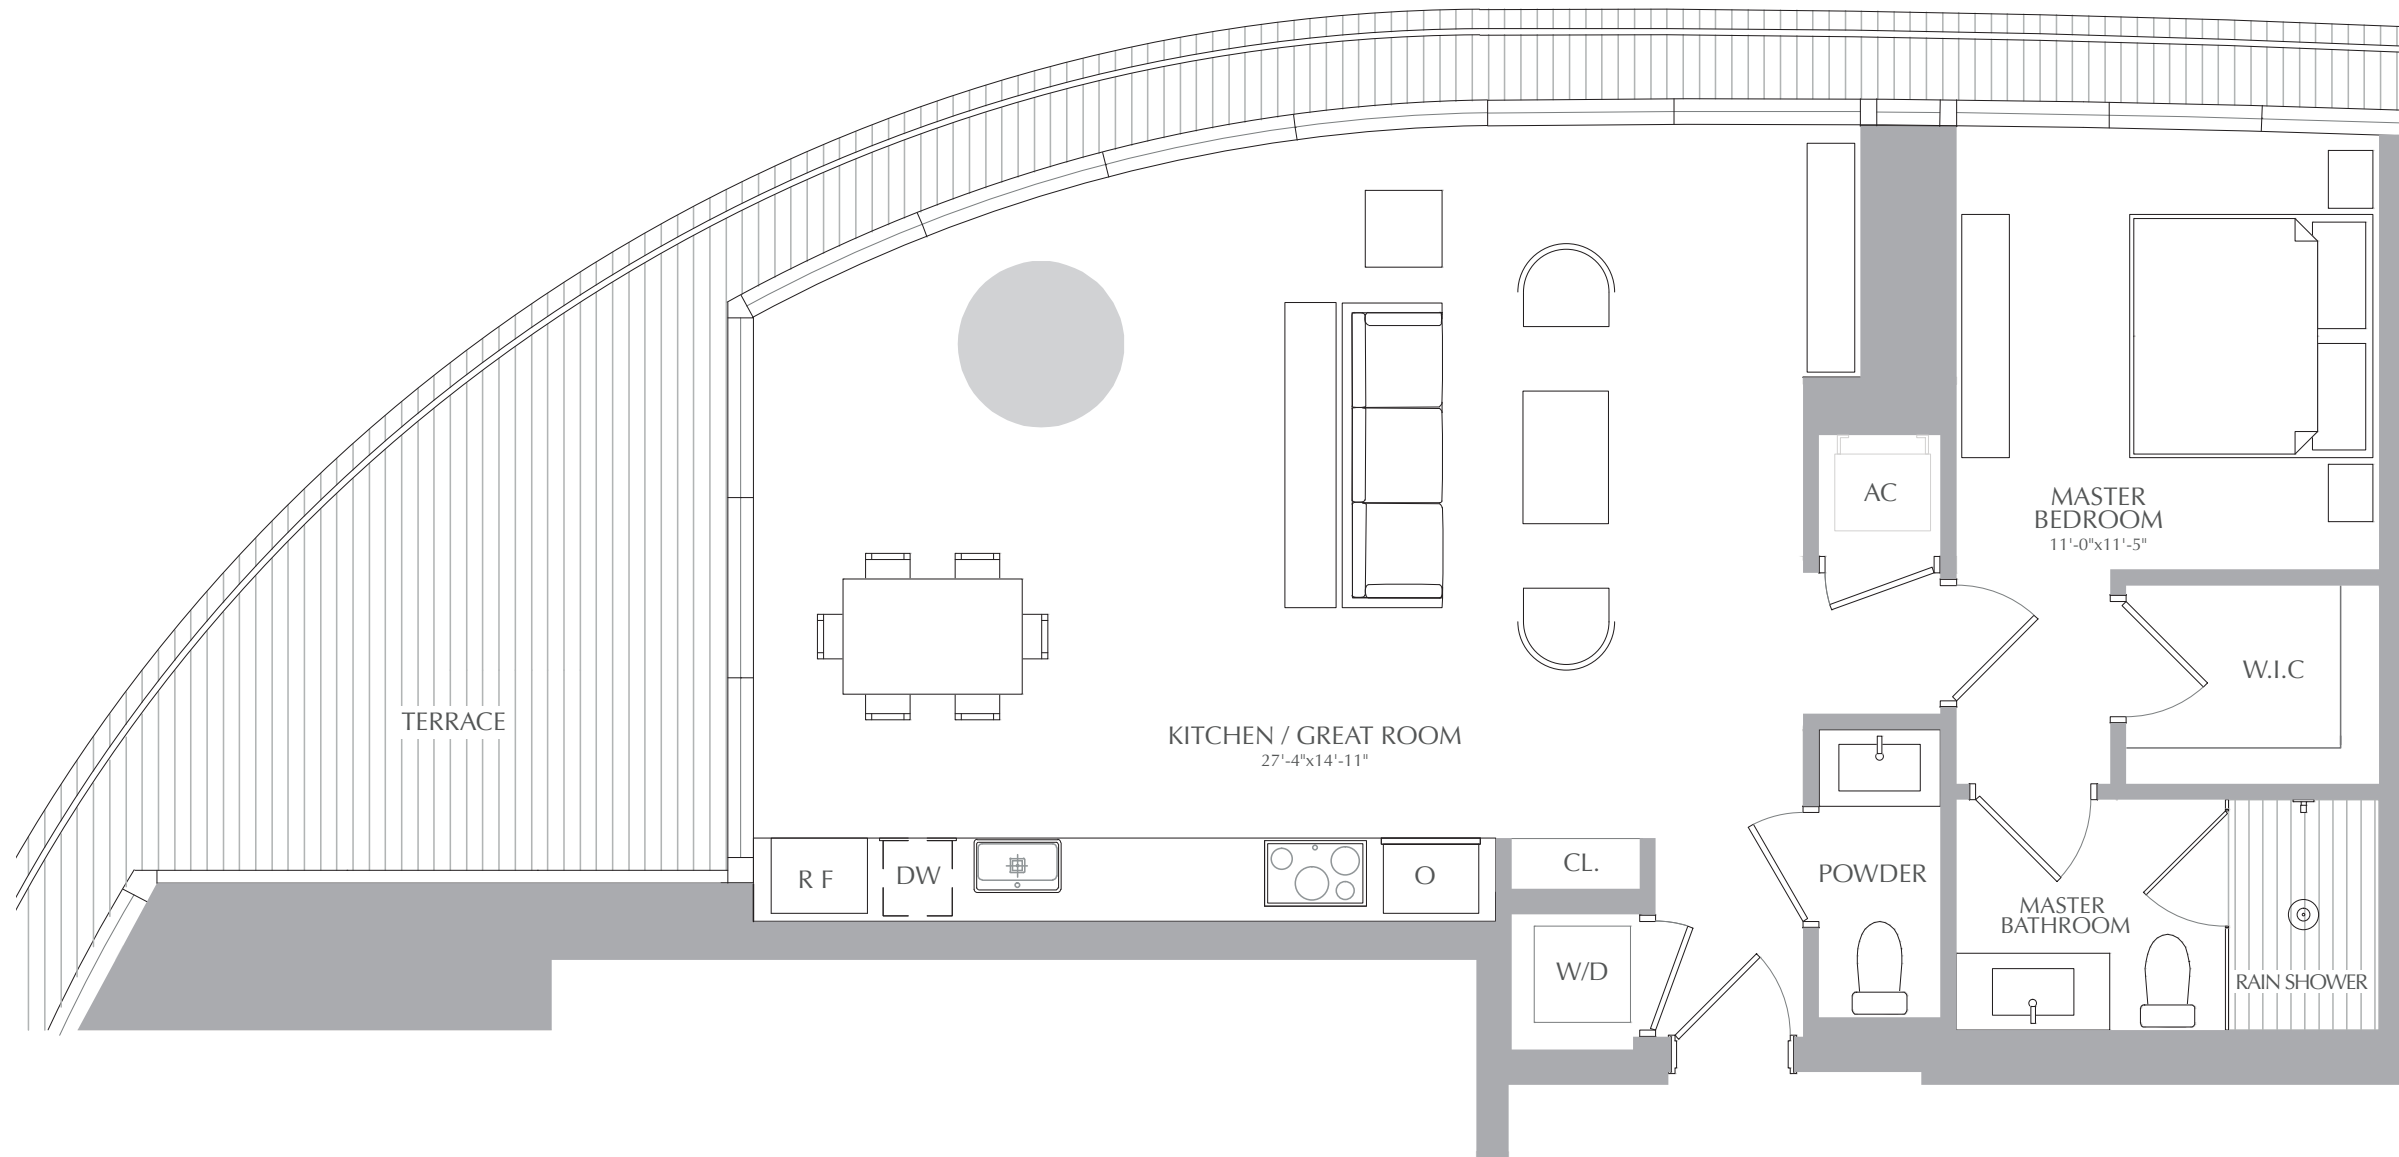 AC
MASTER
BEDROOM
11'-0"x11'-5"
W.I.C
TERRACE
KITCHEN / GREAT ROOM
27'-4"x14'-11"
R F
DW
O
CL.
POWDER
MASTER
BATHROOM
W/D
RAIN SHOWER